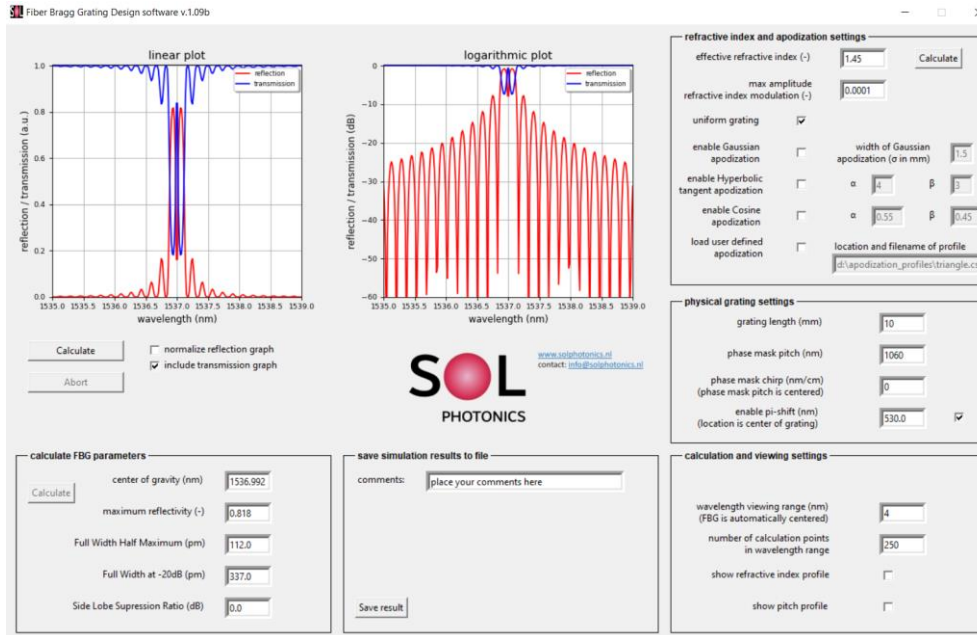 SOL Fiber Bragg Grating Design software v.1.09b
linear plot
reflection
transmission
reflection / transmission (a.u.)
1.0
0.8
0.6
0.4
0.2
0.0
1535.0 1535.5 1536.0 1536.5 1537.0 1537.5 1538.0 1538.5 1539.0
wavelength (nm)
logarithmic plot
reflection
transmission
reflection / transmission (dB)
0
−10
−20
−30
−40
−50
−60
1535.0 1535.5 1536.0 1536.5 1537.0 1537.5 1538.0 1538.5 1539.0
wavelength (nm)
Calculate
normalize reflection graph
include transmission graph
Abort
SOL
PHOTONICS
www.solphotonics.nl
contact: info@solphotonics.nl
refractive index and apodization settings
effective refractive index (-) 1.45 Calculate
max amplitude
refractive index modulation (-) 0.0001
uniform grating
enable Gaussian
apodization
width of Gaussian
apodization (σ in mm) 1.5
enable Hyperbolic
tangent apodization
α 4 β 3
enable Cosine
apodization
α 0.55 β 0.45
load user defined
apodization
location and filename of profile
d:\apodization_profiles\triangle.cs
physical grating settings
grating length (mm) 10
phase mask pitch (nm) 1060
phase mask chirp (nm/cm)
(phase mask pitch is centered) 0
enable pi-shift (nm)
(location is center of grating) 530.0
calculate FBG parameters
Calculate
center of gravity (nm) 1536.992
maximum reflectivity (-) 0.818
Full Width Half Maximum (pm) 112.0
Full Width at -20dB (pm) 337.0
Side Lobe Supression Ratio (dB) 0.0
save simulation results to file
comments: place your comments here
Save result
calculation and viewing settings
wavelength viewing range (nm)
(FBG is automatically centered) 4
number of calculation points
in wavelength range 250
show refractive index profile
show pitch profile